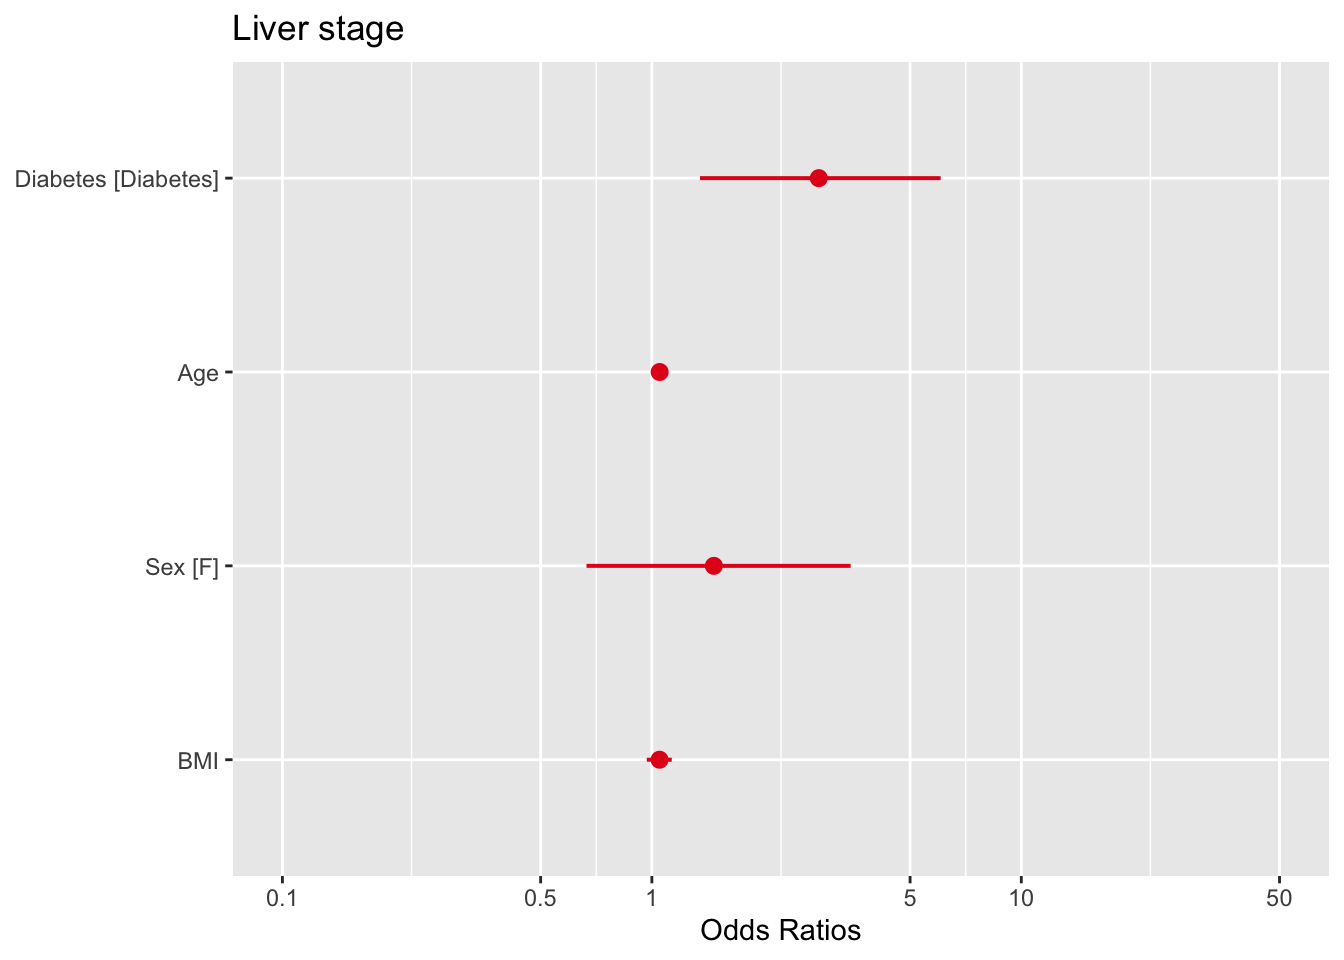 Liver stage
Diabetes [Diabetes]
Age
Sex [F]
BMI
0.1 0.5 1 5 10 50
Odds Ratios